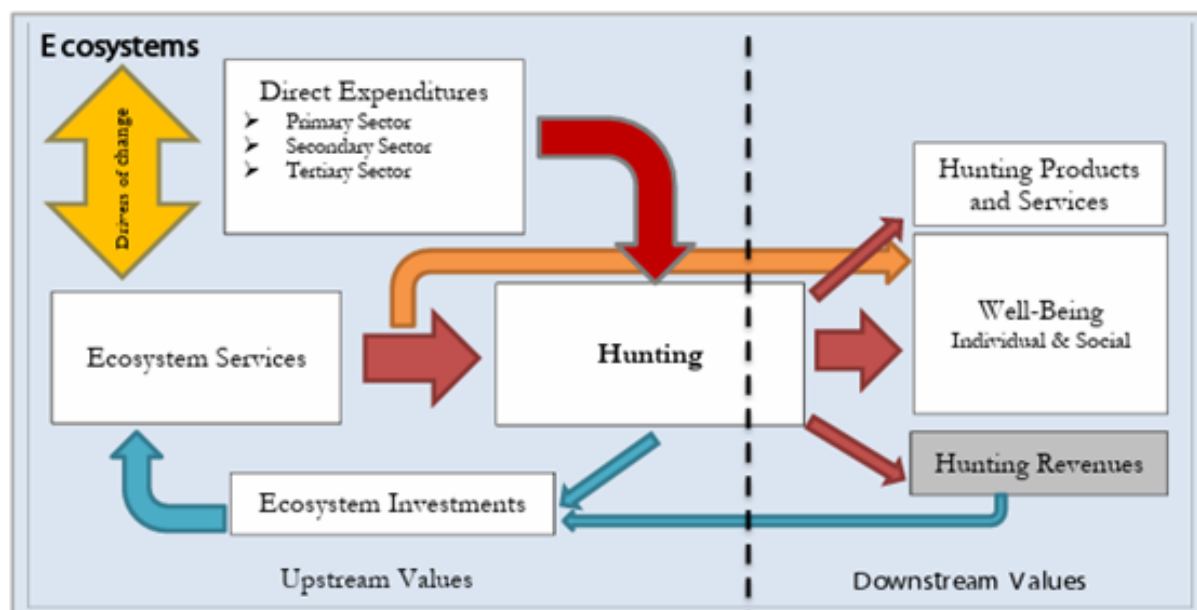 Ecosystems
Drivers of change
Direct Expenditures
➢ Primary Sector
➢ Secondary Sector
➢ Tertiary Sector
Hunting Products
and Services
Ecosystem Services
Hunting
Well-Being
Individual & Social
Hunting Revenues
Ecosystem Investments
Upstream Values
Downstream Values